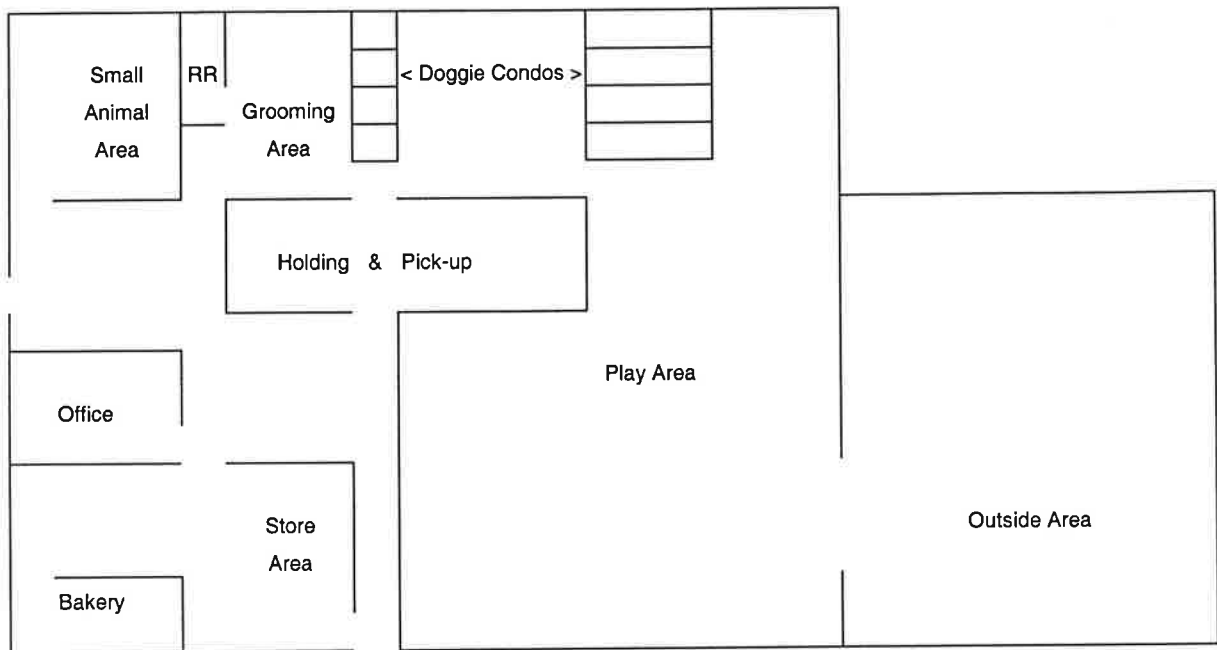 Small
Animal
Area
RR
Grooming
Area
< Doggie Condos >
Holding & Pick-up
Play Area
Office
Outside Area
Store
Area
Bakery